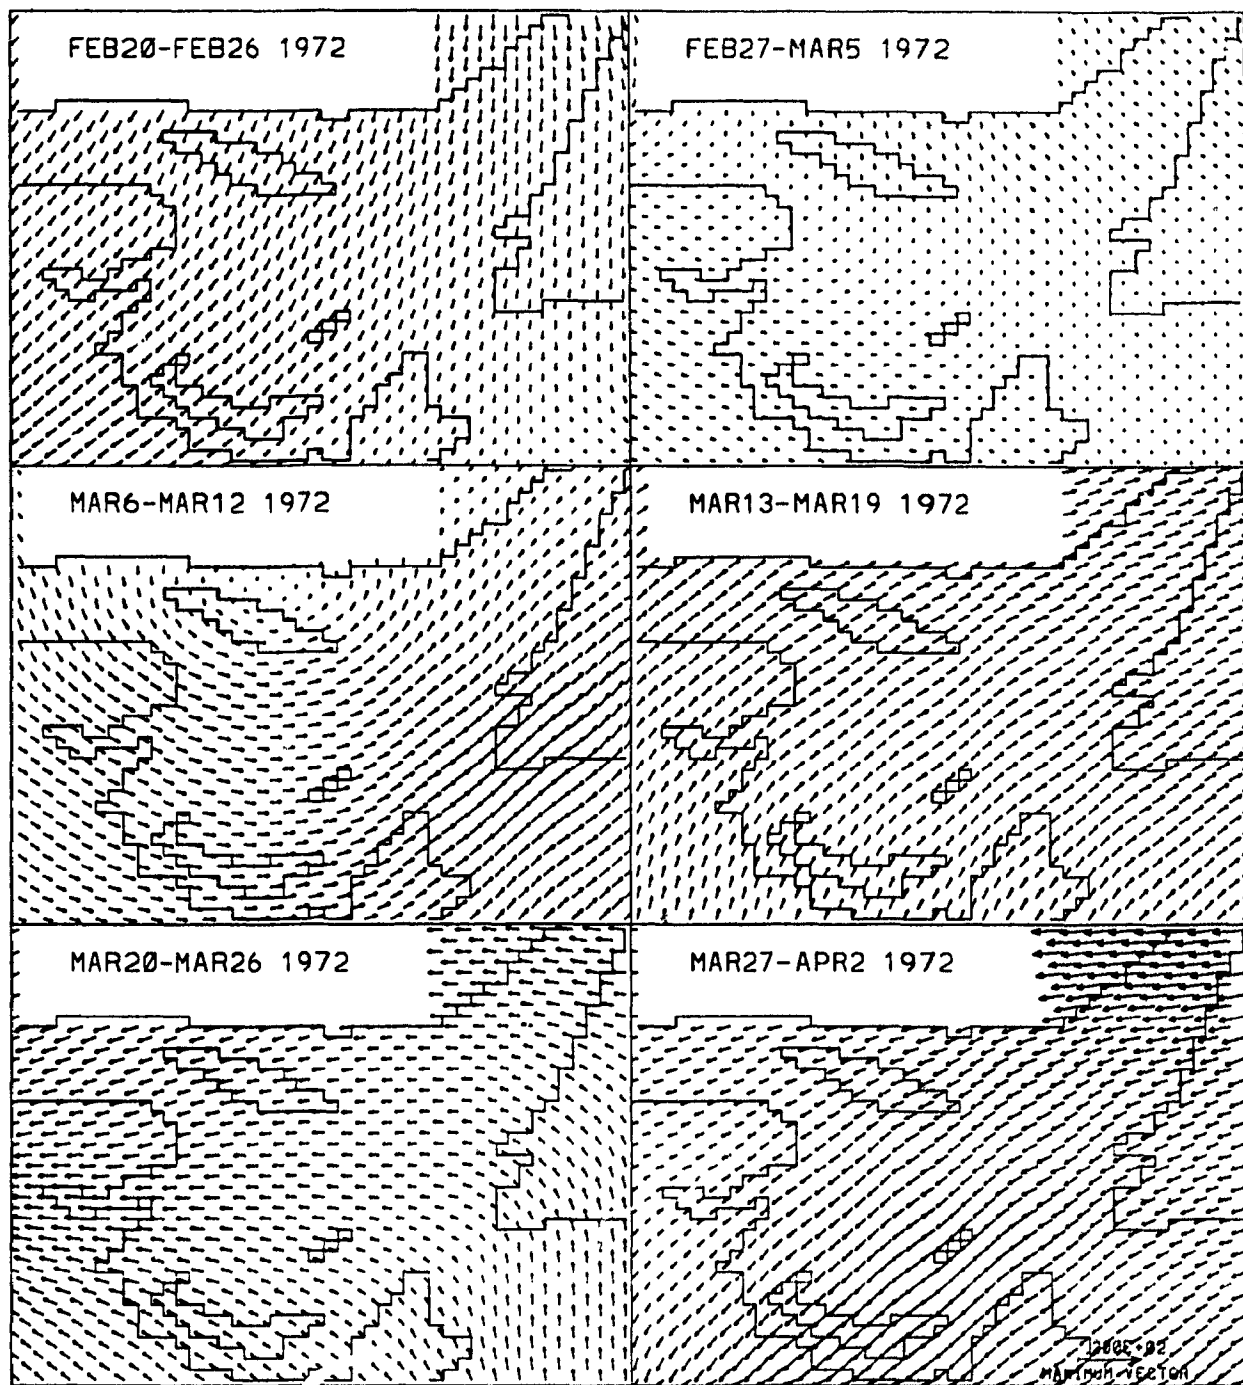 FEB20-FEB26 1972
FEB27-MAR5 1972
MAR6-MAR12 1972
MAR13-MAR19 1972
MAR20-MAR26 1972
MAR27-APR2 1972
MAXIMUM VECTOR